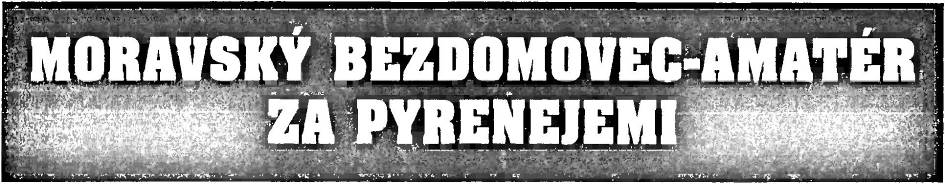 MORAVSKÝ BEZDOMOVEC-AMATÉR
ZA PYRENEJEMI